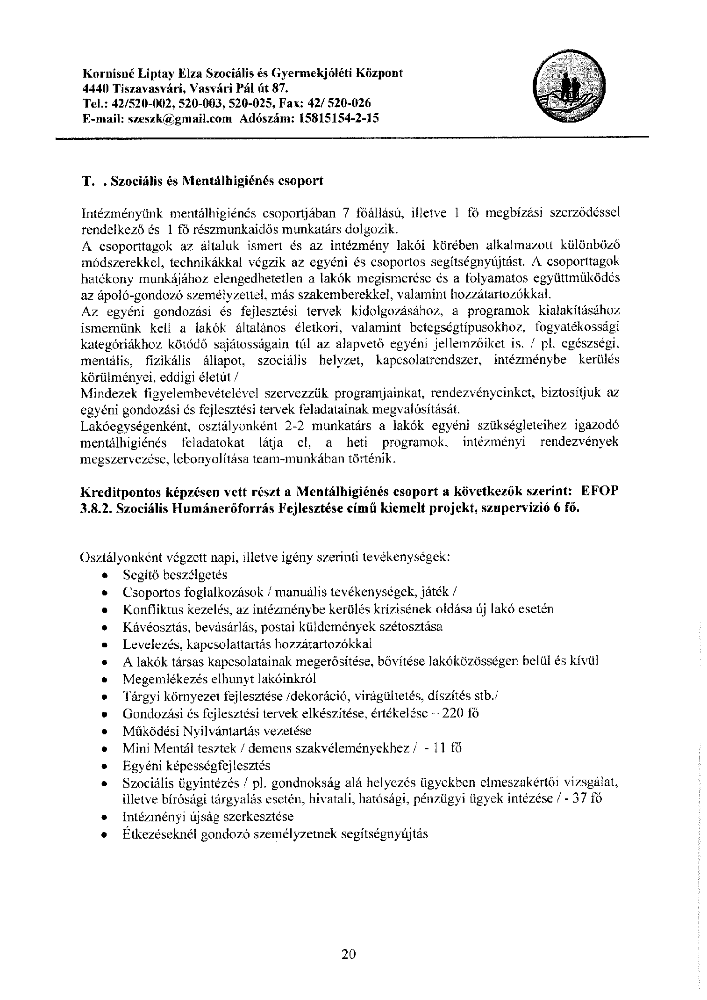 Kornisné Liptay Elza Szociális és Gyermekjóléti Központ
4440 Tiszavasvári, Vasvári Pál út 87.
Tel.: 42/520-002, 520-003, 520-025, Fax: 42/ 520-026
E-mail: szeszk@gmail.com Adószám: 15815154-2-15
T. . Szociális és Mentálhigiénés csoport
Intézményünk mentálhigiénés csoportjában 7 főállású, illetve 1 fő megbízási szerződéssel
rendelkező és 1 fő részmunkaidős munkatárs dolgozik.
A csoporttagok az általuk ismert és az intézmény lakói körében alkalmazott különböző
módszerekkel, technikákkal végzik az egyéni és csoportos segítségnyújtást. A csoporttagok
hatékony munkájához elengedhetetlen a lakók megismerése és a folyamatos együttműködés
az ápoló-gondozó személyzettel, más szakemberekkel, valamint hozzátartozókkal.
Az egyéni gondozási és fejlesztési tervek kidolgozásához, a programok kialakításához
ismernünk kell a lakók általános életkori, valamint betegségtípusokhoz, fogyatékossági
kategóriákhoz kötődő sajátosságain túl az alapvető egyéni jellemzőiket is. / pl. egészségi,
mentális, fizikális állapot, szociális helyzet, kapcsolatrendszer, intézménybe kerülés
körülményei, eddigi életút /
Mindezek figyelembevételével szervezzük programjainkat, rendezvényeinket, biztosítjuk az
egyéni gondozási és fejlesztési tervek feladatainak megvalósítását.
Lakóegységenként, osztályonként 2-2 munkatárs a lakók egyéni szükségleteihez igazodó
mentálhigiénés feladatokat látja el, a heti programok, intézményi rendezvények
megszervezése, lebonyolítása team-munkában történik.
Kreditpontos képzésen vett részt a Mentálhigiénés csoport a következők szerint: EFOP
3.8.2. Szociális Humánerőforrás Fejlesztése című kiemelt projekt, szupervízió 6 fő.
Osztályonként végzett napi, illetve igény szerinti tevékenységek:
• Segítő beszélgetés
• Csoportos foglalkozások / manuális tevékenységek, játék /
• Konfliktus kezelés, az intézménybe kerülés krízisének oldása új lakó esetén
• Kávéosztás, bevásárlás, postai küldemények szétosztása
• Levelezés, kapcsolattartás hozzátartozókkal
• A lakók társas kapcsolatainak megerősítése, bővítése lakóközösségen belül és kívül
• Megemlékezés elhunyt lakóinkról
• Tárgyi környezet fejlesztése /dekoráció, virágültetés, díszítés stb./
• Gondozási és fejlesztési tervek elkészítése, értékelése – 220 fő
• Működési Nyilvántartás vezetése
• Mini Mentál tesztek / demens szakvéleményekhez / - 11 fő
• Egyéni képességfejlesztés
• Szociális ügyintézés / pl. gondnokság alá helyezés ügyekben elmeszakértői vizsgálat,
illetve bírósági tárgyalás esetén, hivatali, hatósági, pénzügyi ügyek intézése / - 37 fő
• Intézményi újság szerkesztése
• Étkezéseknél gondozó személyzetnek segítségnyújtás
20